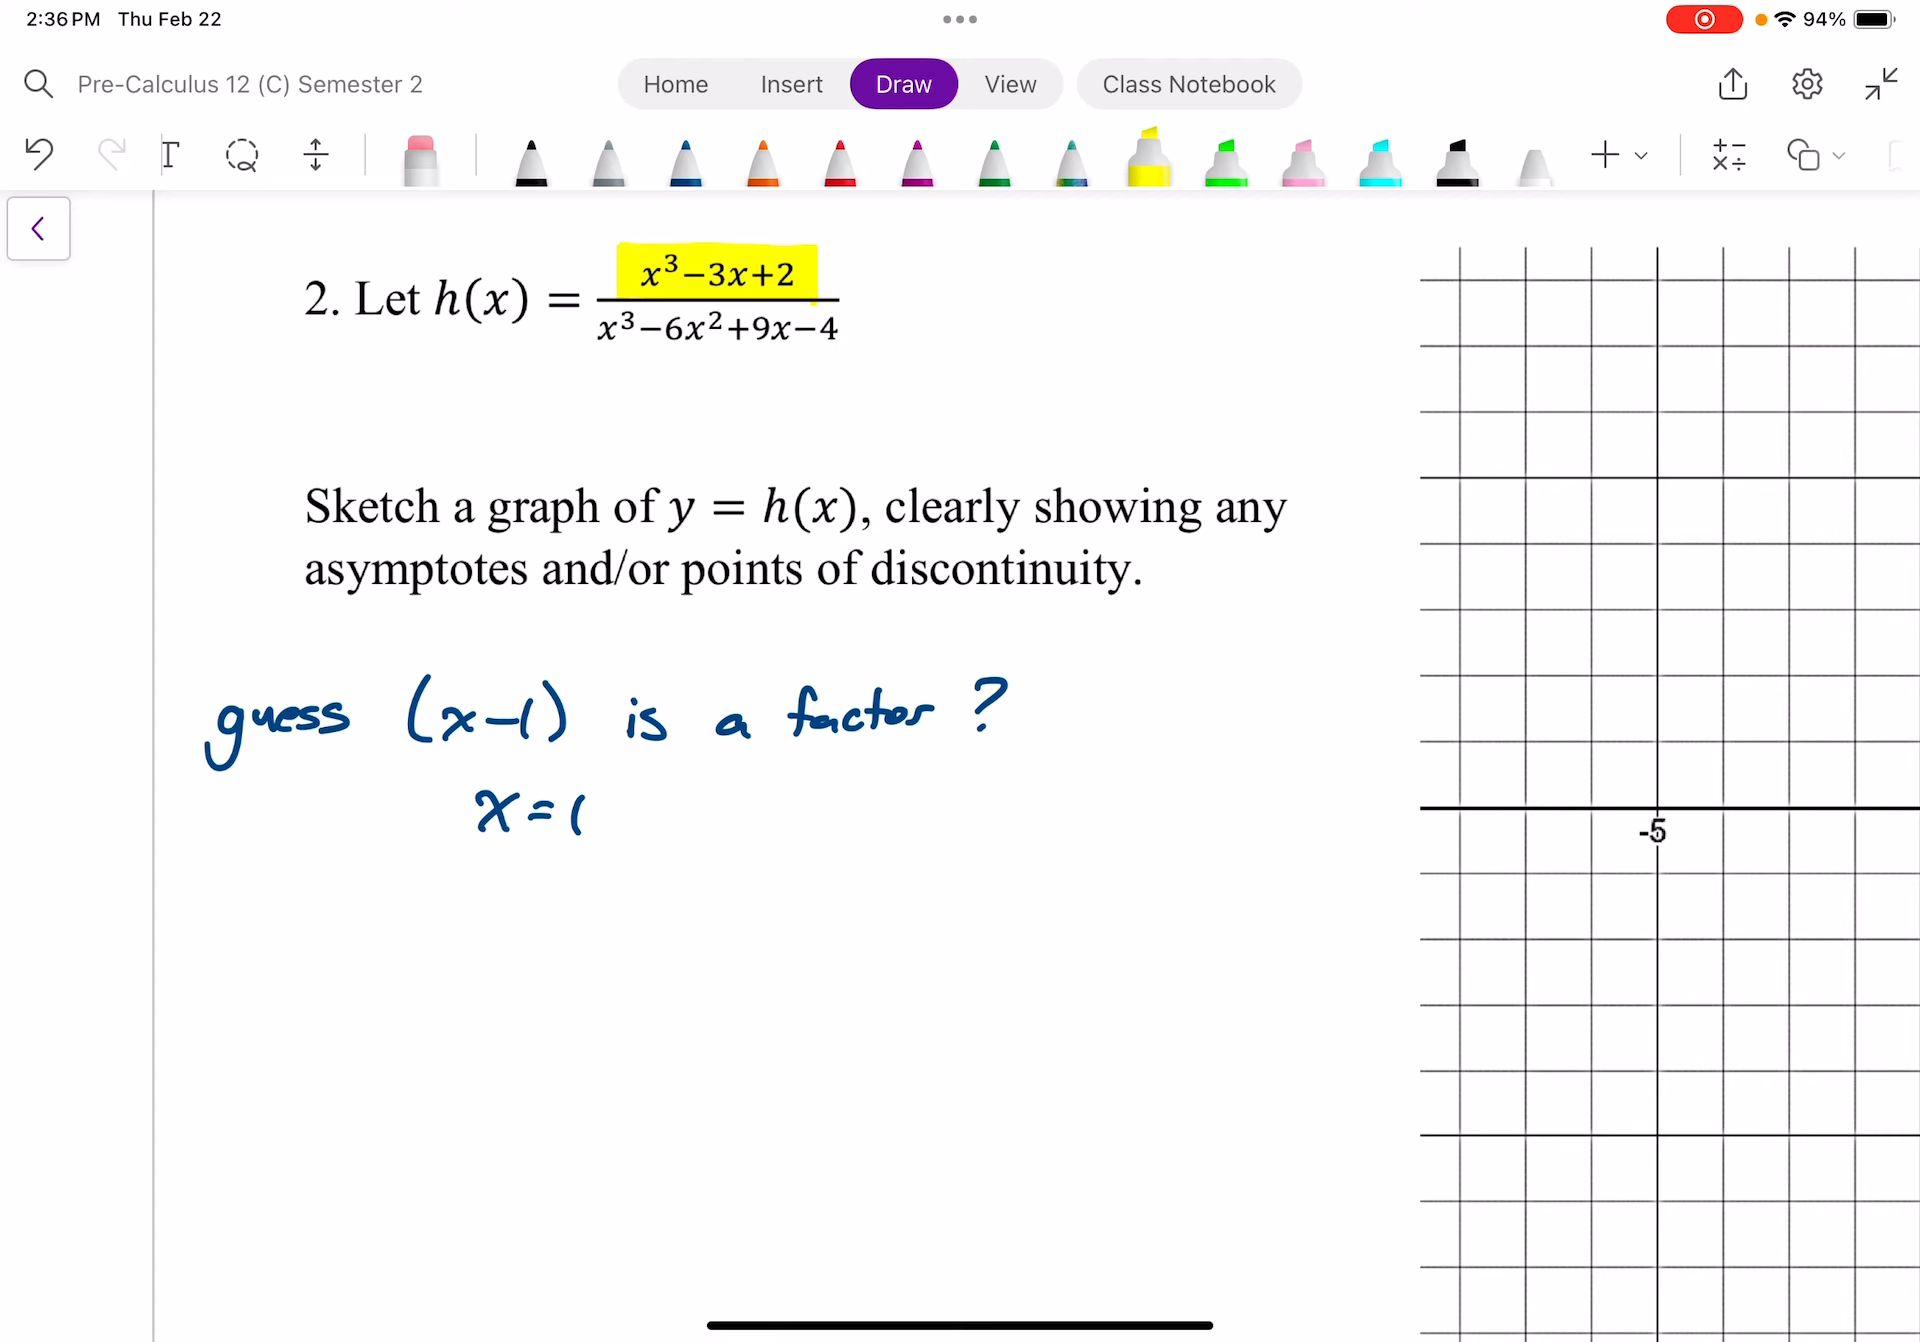 2:36 PM Thu Feb 22
94%
Pre-Calculus 12 (C) Semester 2
Home Insert Draw View Class Notebook
2. Let h(x) = (x³−3x+2)/(x³−6x²+9x−4)
Sketch a graph of y = h(x), clearly showing any
asymptotes and/or points of discontinuity.
guess (x-1) is a factor ?
x = 1
-5